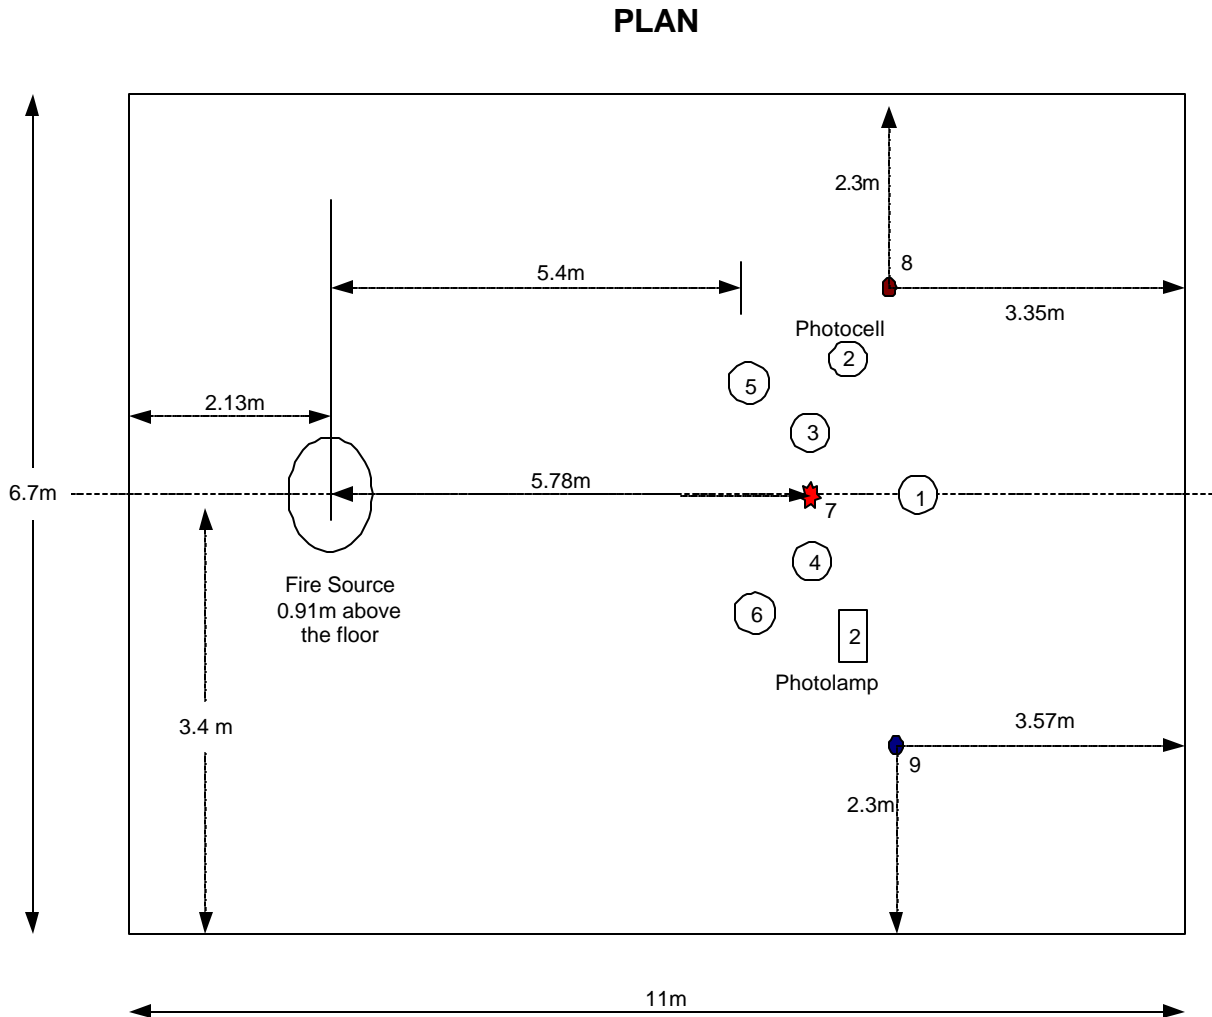 PLAN
2.3m
8
5.4m
3.35m
Photocell
2
5
2.13m
3
5.78m
6.7m
1
7
4
Fire Source
0.91m above
the floor
6
2
Photolamp
3.57m
3.4 m
9
2.3m
11m